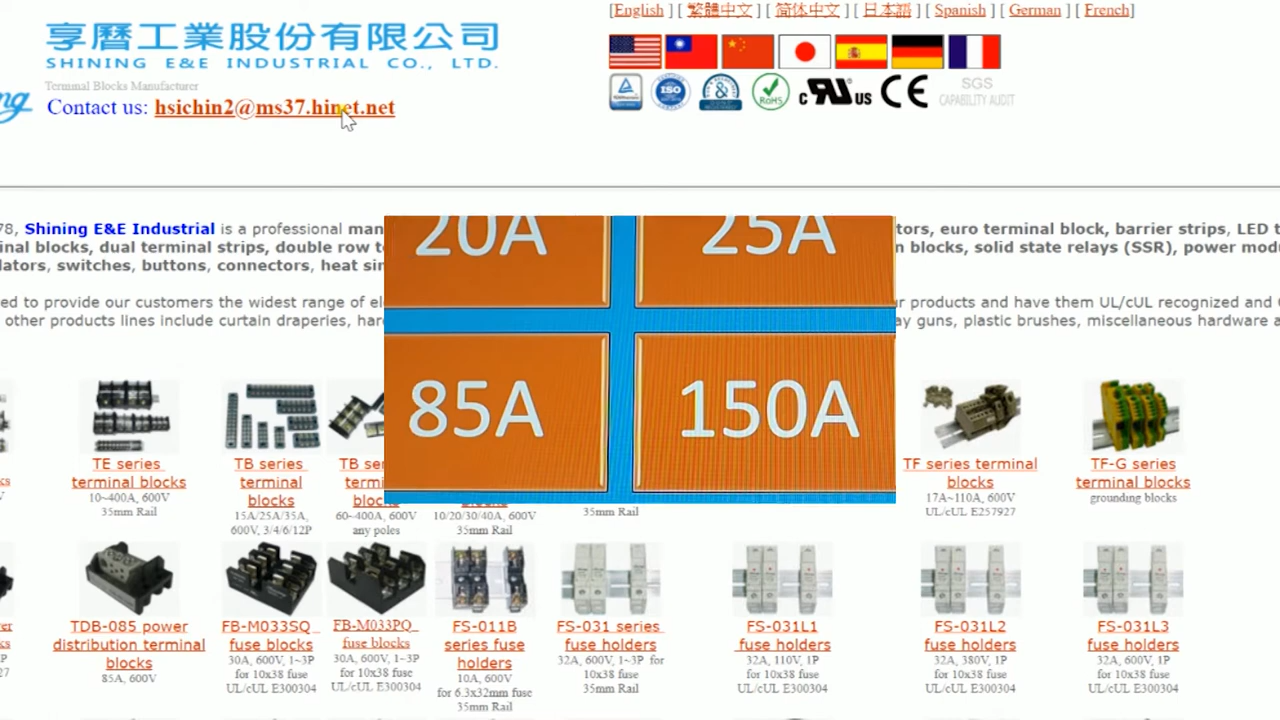 [English ] [ 繁體中文 ] [ 简体中文 ] [ 日本語 ] [ Spanish ] [ German ] [ French]
享曆工業股份有限公司
SHINING E&E INDUSTRIAL CO., LTD.
Terminal Blocks Manufacturer
Contact us: hsichin2@ms37.hinet.net
ISO
RoHS
c RU US CE
SGS
CAPABILITY AUDIT
78, Shining E&E Industrial is a professional
euro terminal block, barrier strips, LED
blocks, dual terminal strips, double row
blocks, solid state relays (SSR), power
switches, buttons, connectors, heat
to provide our customers the widest range of
products and have them UL/cUL recognized and
other products lines include curtain draperies,
guns, plastic brushes, miscellaneous hardware
20A 25A
85A 150A
TE series
terminal blocks
10~400A, 600V
35mm Rail
TB series
terminal
blocks
15A/25A/35A,
600V, 3/4/6/12P
TB
60~400A, 600V
any poles
10/20/30/40A, 600V
35mm Rail
35mm Rail
TF series terminal
blocks
17A~110A, 600V
UL/cUL E257927
TF-G series
terminal blocks
grounding blocks
TDB-085 power
distribution terminal
blocks
85A, 600V
FB-M033SQ
fuse blocks
30A, 600V, 1~3P
for 10x38 fuse
UL/cUL E300304
FB-M033PQ
fuse blocks
30A, 600V, 1~3P
for 10x38 fuse
UL/cUL E300304
FS-011B
series fuse
holders
10A, 600V
for 6.3x32mm fuse
35mm Rail
FS-031 series
fuse holders
32A, 600V, 1~3P for
10x38 fuse
35mm Rail
FS-031L1
fuse holders
32A, 110V, 1P
for 10x38 fuse
UL/cUL E300304
FS-031L2
fuse holders
32A, 380V, 1P
for 10x38 fuse
UL/cUL E300304
FS-031L3
fuse holders
32A, 600V, 1P
for 10x38 fuse
UL/cUL E300304